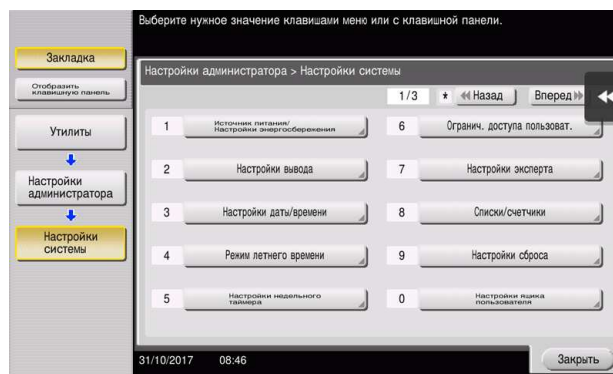 Выберите нужное значение клавишами меню или с клавишной панели.
Закладка
Отобразить
клавишную панель
Утилиты
Настройки
администратора
Настройки
системы
Настройки администратора > Настройки системы
1/3 * Назад Вперед
1 Источник питания/
Настройки энергосбережения
6 Огранич. доступа пользоват.
2 Настройки вывода
7 Настройки эксперта
3 Настройки даты/времени
8 Списки/счетчики
4 Режим летнего времени
9 Настройки сброса
5 Настройки недельного
таймера
0 Настройки ящика
пользователя
31/10/2017 08:46
Закрыть